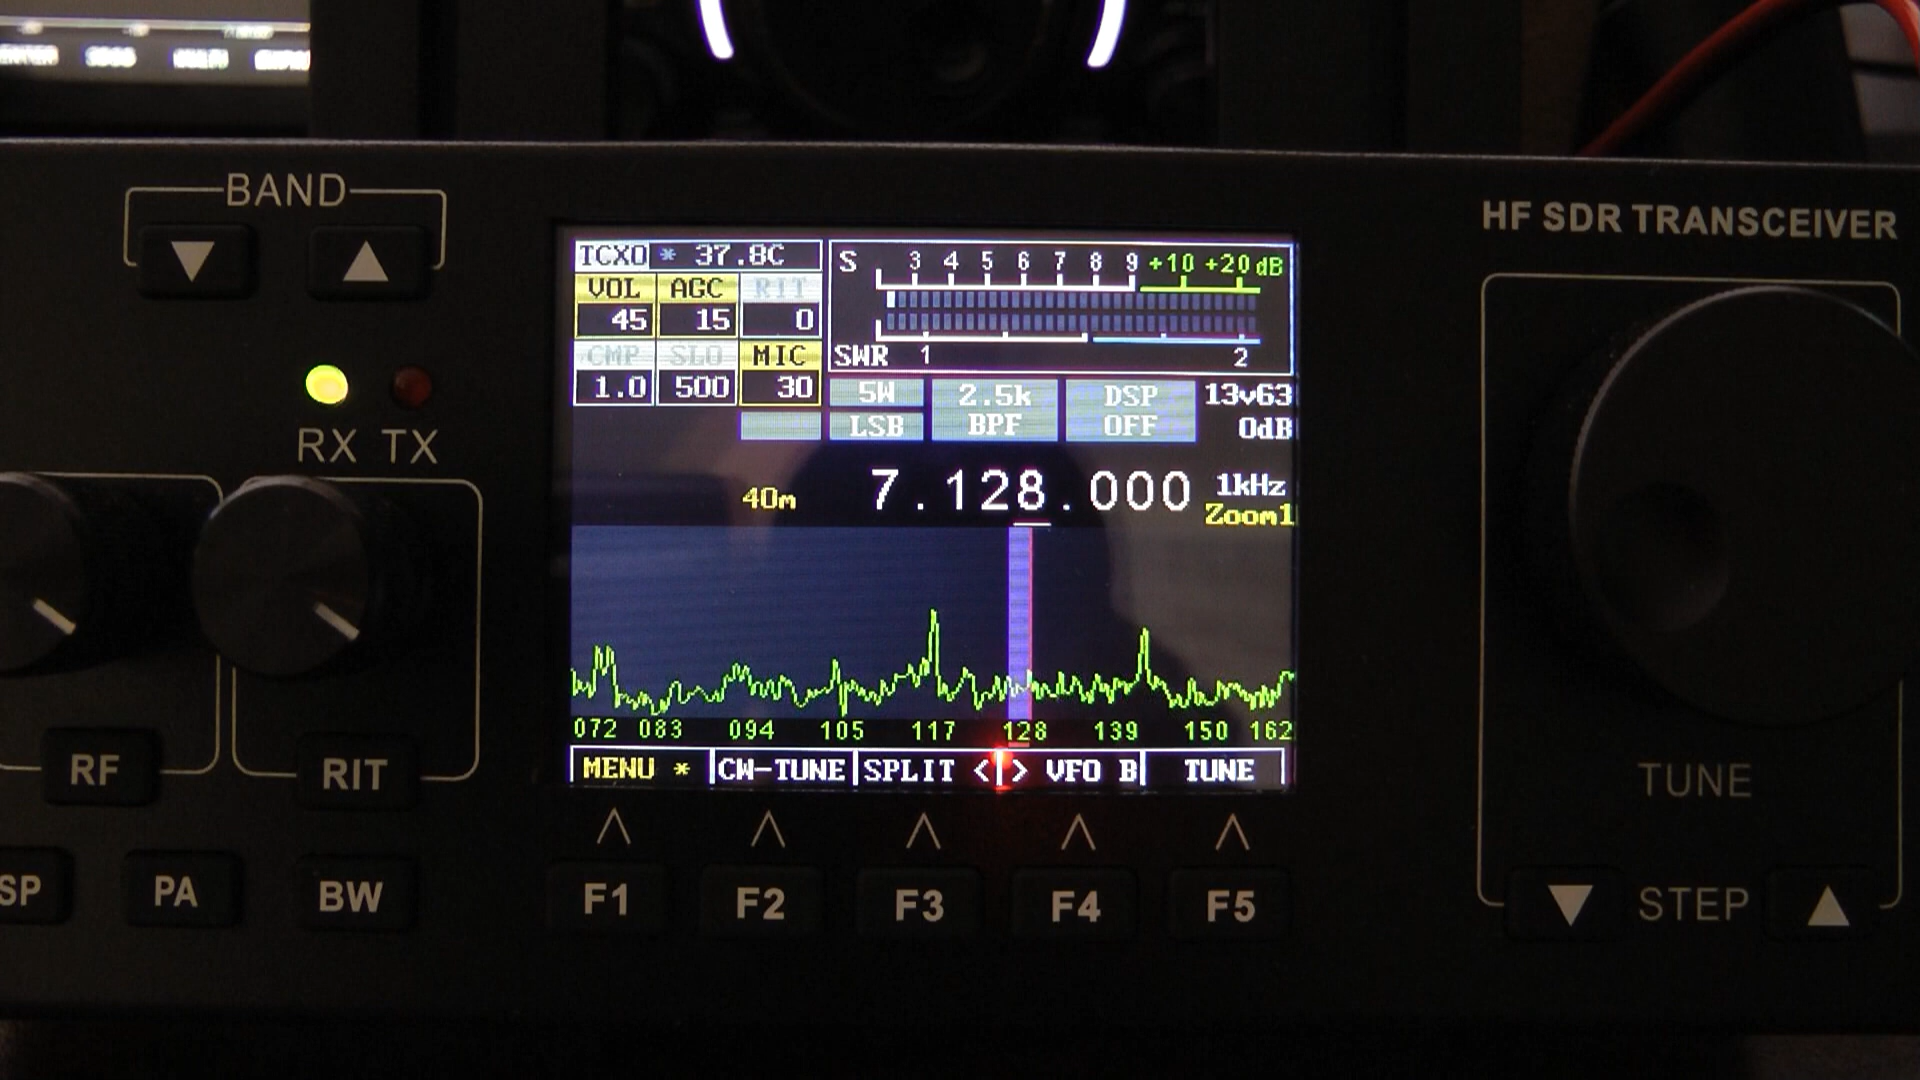 BAND
HF SDR TRANSCEIVER
TCXO * 37.8C
VOL AGC RIT
45 15 0
CMP SLO MIC
1.0 500 30
S 3 4 5 6 7 8 9 +10 +20 dB
SWR 1 2
5W 2.5k DSP 13v63
LSB BPF OFF 0dB
RX TX
40m 7.128.000 1kHz
Zoom1
072 083 094 105 117 128 139 150 162
MENU * CW-TUNE SPLIT < > VFO B TUNE
RF RIT
TUNE
SP PA BW F1 F2 F3 F4 F5
STEP